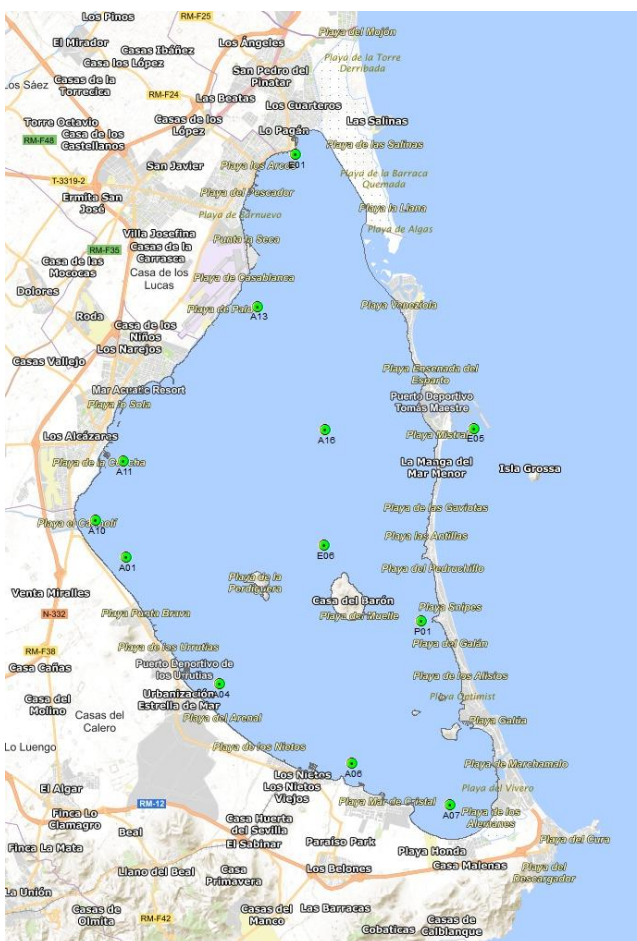 Los Pinos
RM-F25
Playa del Mojón
El Mirador
Casas Ibáñez
Los Ángeles
Casa los López
Playa de la Torre
Derribada
Los Sáez
Casas de la
Torrecica
San Pedro del
Pinatar
RM-F24
Las Beatas
Los Cuarteros
Torre Octavio
Casas de los
López
Las Salinas
Casa de los
Castellanos
Lo Pagán
RM-F48
Playa de las Salinas
San Javier
Playa los Arcos
E01
T-3319-2
Playa de la Barraca
Quemada
Ermita San
José
Playa del Pescador
Playa la Llana
Playa de Barnuevo
Playa de Algas
Villa Josefina
Punta la Seca
RM-F35
Casas de la
Carrasca
Casa de las
Mococas
Casa de los
Lucas
Playa de Casablanca
Dolores
Playa Veneziola
Roda
A13
Casa de los
Niños
Los Narejos
Casas Vallejo
Playa Ensenada del
Esparto
Mar Acuatic Resort
Puerto Deportivo
Tomás Maestre
Playa lo Sola
A16
Playa Mistral
E05
Los Alcázares
Playa de la Concha
A11
La Manga del
Mar Menor
Isla Grossa
Playa de las Gaviotas
A10
Playa las Antillas
A01
E06
Playa del Pedruchillo
Venta Miralles
Playa de la
Perdiguera
Casa del Barón
Playa del Muelle
Playa Snipes
N-332
Playa Punta Brava
P01
Playa del Galán
RM-F38
Playa de los Urrutias
Casa Cañas
Puerto Deportivo de
los Urrutias
Playa de los Alisios
A04
Urbanización
Estrella de Mar
Casa del
Molino
Playa Optimist
Casas del
Calero
Playa del Arenal
Playa Galúa
Lo Luengo
Playa de los Nietos
A06
Playa de Marchamalo
Los Nietos
Los Nietos
Viejos
El Algar
Playa del Vivero
RM-12
Playa Mar de Cristal
A07
Playa de los
Alemanes
Finca Lo
Clamagro
Casa Huerta
del Sevilla
Beal
Paraíso Park
El Sabinar
Playa del Cura
Finca La Mata
Playa Honda
Llano del Beal
Casa
Primavera
Los Belones
Casa Malenas
Playa del
Descargador
La Unión
Casas de
Olmita
RM-F42
Casas del
Manco
Las Barracas
Cobaticas
Casas de
Calblanque